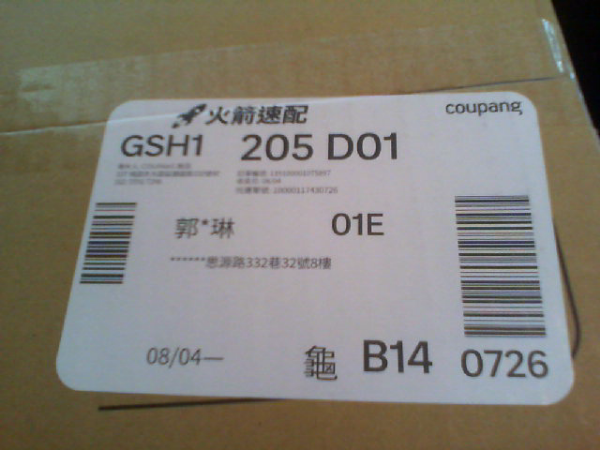 火箭速配
coupang
GSH1 205 D01
郭*琳 01E
******思源路332巷32號8樓
08/04—
龜 B14 0726